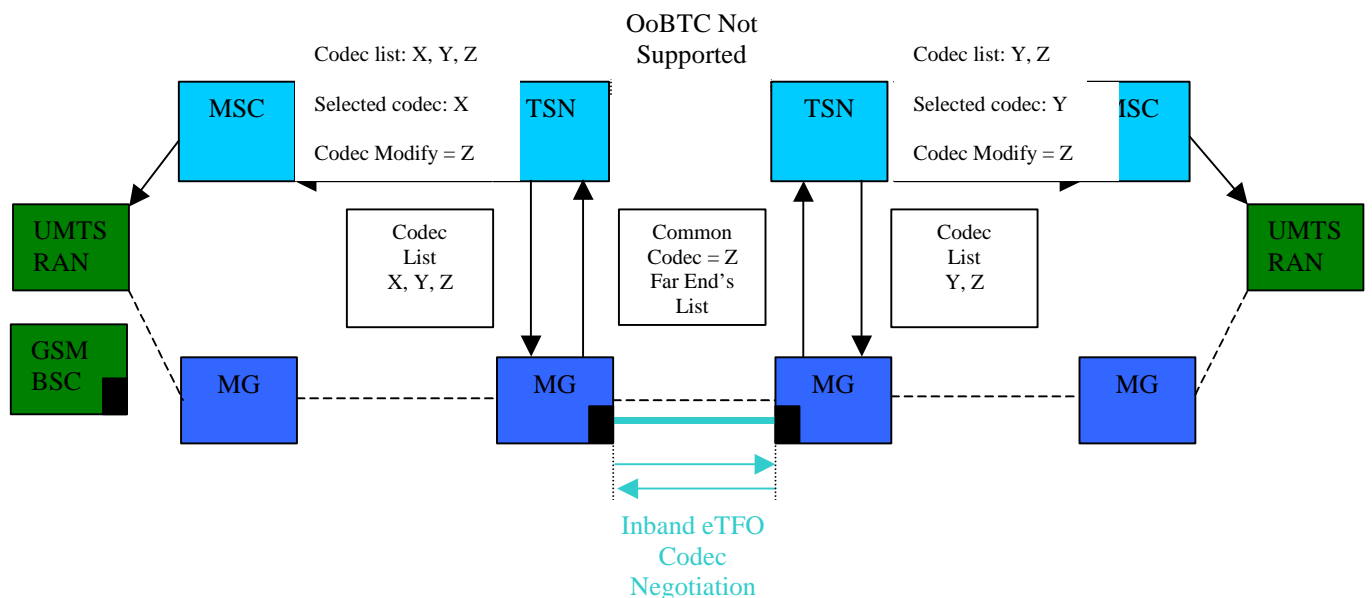 OoBTC Not
Supported
Codec list: X, Y, Z
Selected codec: X
Codec Modify = Z
Codec list: Y, Z
Selected codec: Y
Codec Modify = Z
MSC
TSN
TSN
MSC
UMTS
RAN
Codec
List
X, Y, Z
Common
Codec = Z
Far End's
List
Codec
List
Y, Z
UMTS
RAN
GSM
BSC
MG
MG
MG
MG
Inband eTFO
Codec
Negotiation